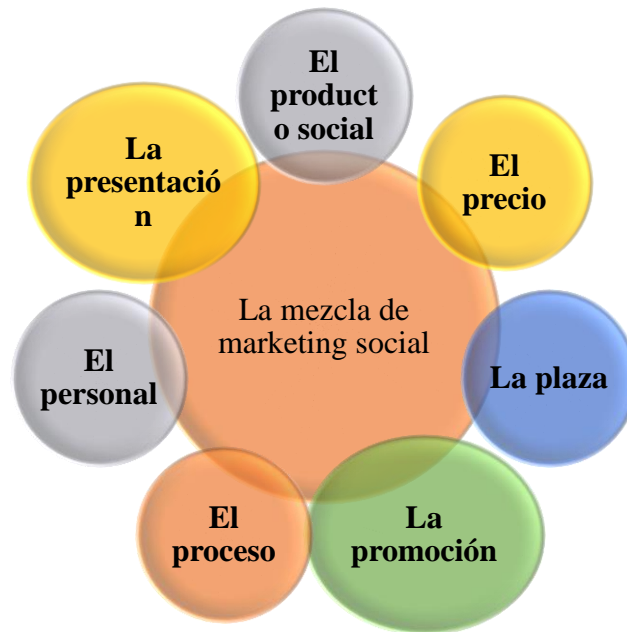 El
product
o social
El
precio
La plaza
La
promoción
El
proceso
El
personal
La
presentació
n
La mezcla de
marketing social